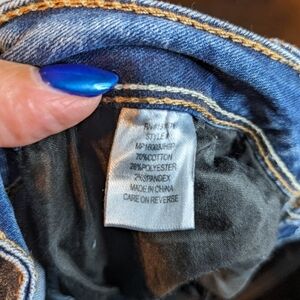 STYLE#
70%COTTON
28%POLYESTER
2%SPANDEX
MADE IN CHINA
CARE ON REVERSE